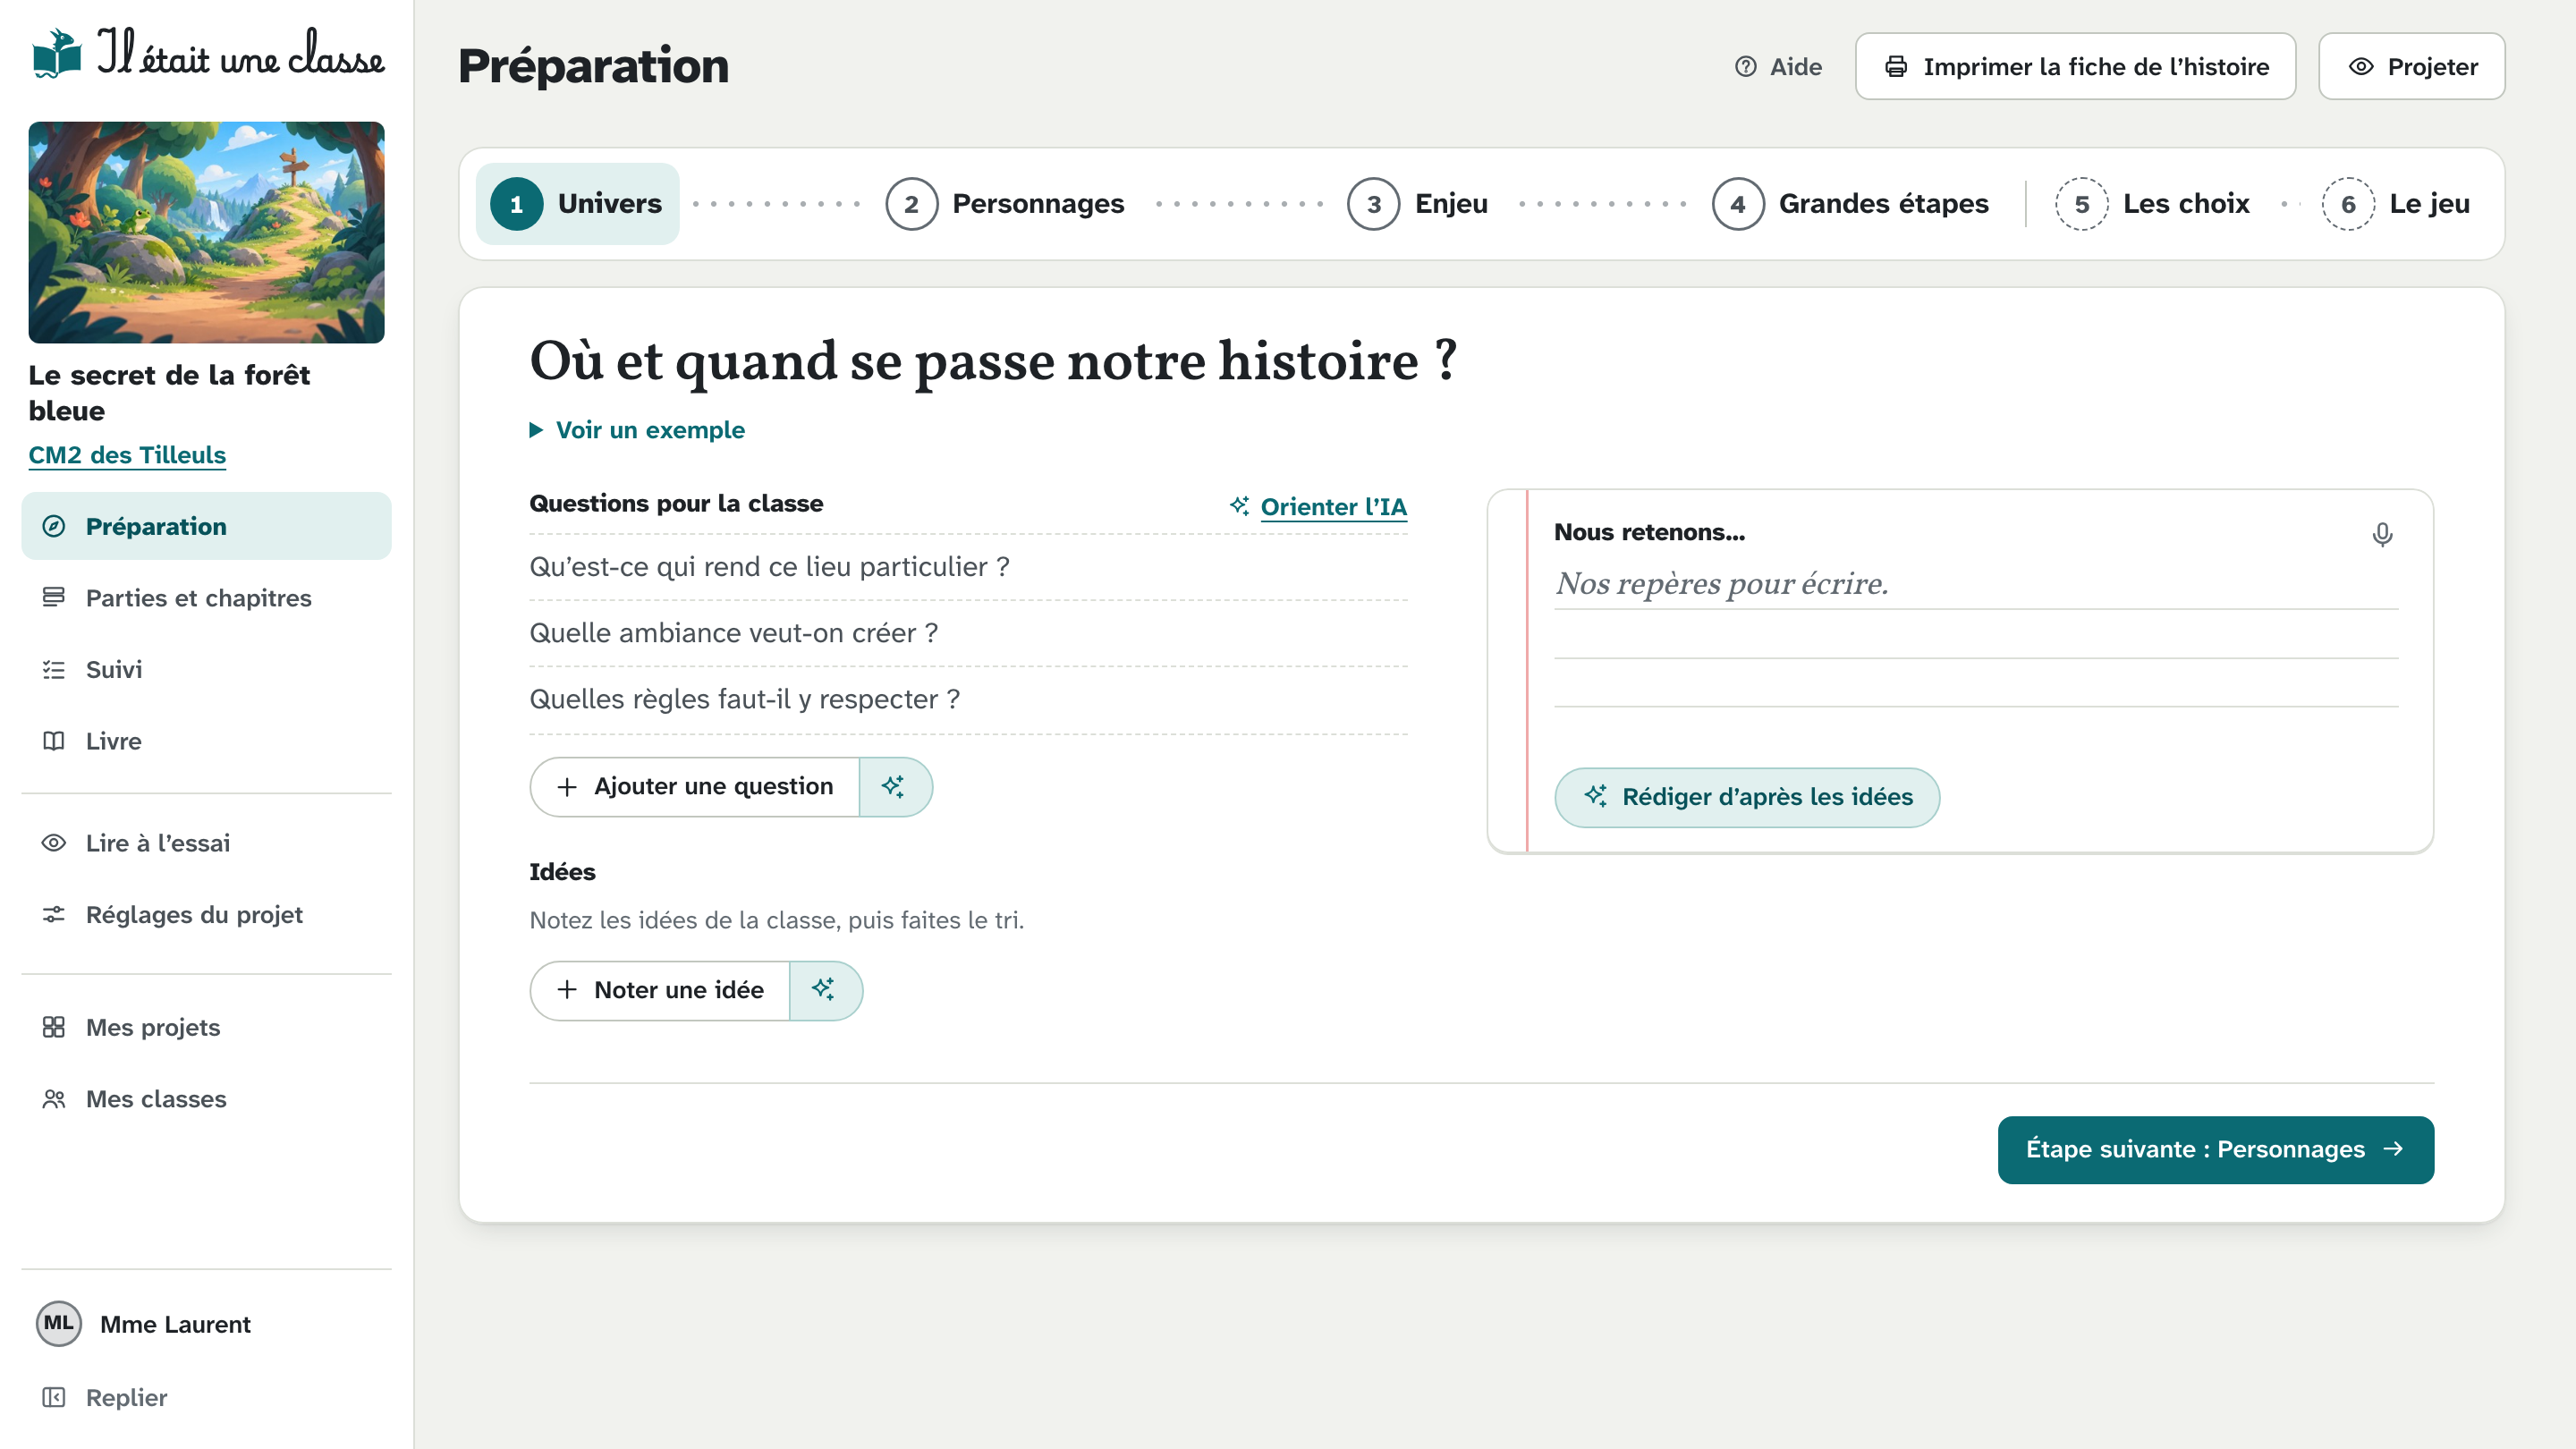 Il était une classe
Le secret de la forêt
bleue
CM2 des Tilleuls
Préparation
Parties et chapitres
Suivi
Livre
Lire à l’essai
Réglages du projet
Mes projets
Mes classes
ML
Mme Laurent
Replier
Préparation
Aide
Imprimer la fiche de l’histoire
Projeter
1 Univers
2 Personnages
3 Enjeu
4 Grandes étapes
5 Les choix
6 Le jeu
Où et quand se passe notre histoire ?
Voir un exemple
Questions pour la classe
Orienter l’IA
Qu’est-ce qui rend ce lieu particulier ?
Quelle ambiance veut-on créer ?
Quelles règles faut-il y respecter ?
Ajouter une question
Idées
Notez les idées de la classe, puis faites le tri.
Noter une idée
Nous retenons...
Nos repères pour écrire.
Rédiger d’après les idées
Étape suivante : Personnages